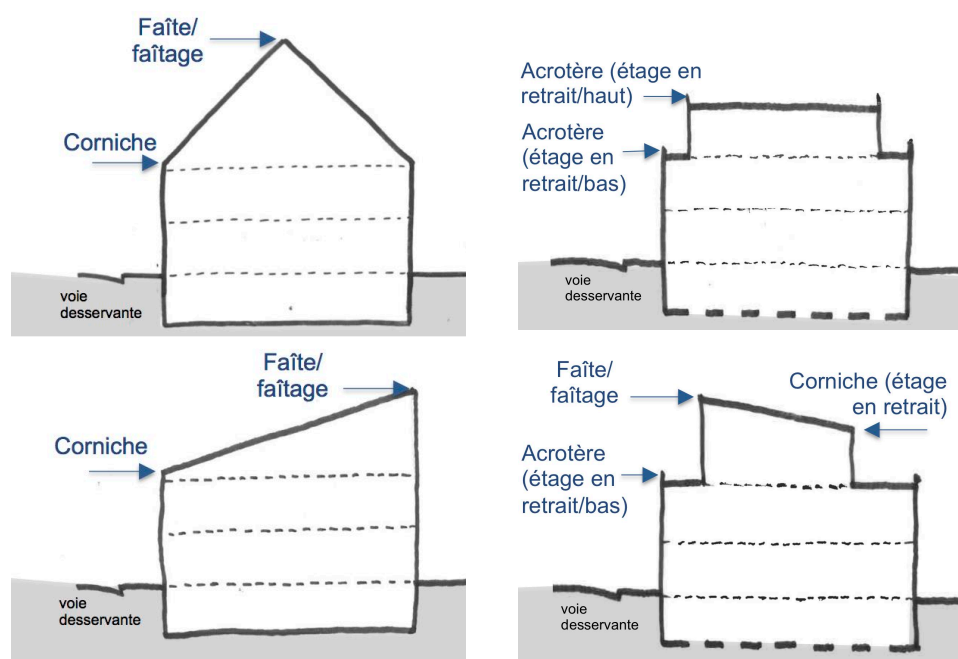 Faîte/
faîtage
Corniche
voie
desservante
Acrotère (étage en
retrait/haut)
Acrotère
(étage en
retrait/bas)
voie
desservante
Faîte/
faîtage
Corniche
voie
desservante
Faîte/
faîtage
Corniche (étage
en retrait)
Acrotère
(étage en
retrait/bas)
voie
desservante